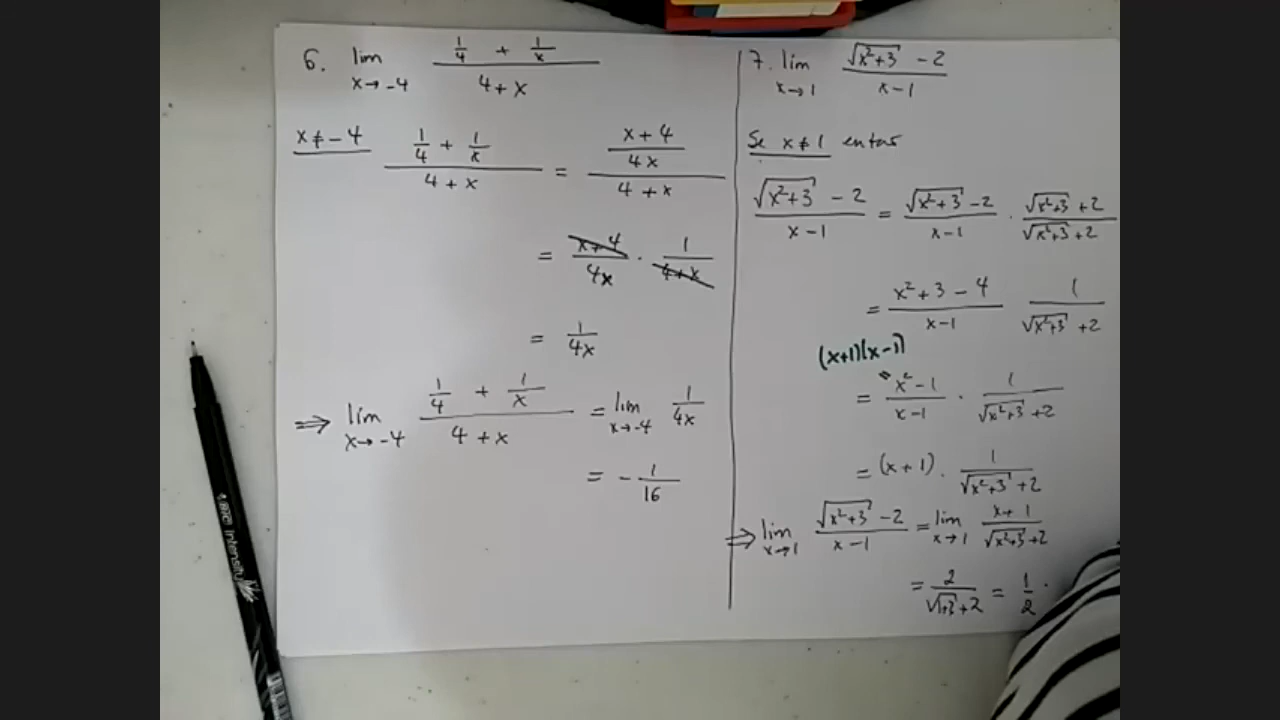 6. lim x→-4 (1/4 + 1/x)/(4+x)
x≠-4 (1/4 + 1/x)/(4+x) = ((x+4)/(4x))/(4+x)
= (x+4)/(4x) · 1/(4+x)
= 1/(4x)
⇒ lim x→-4 (1/4 + 1/x)/(4+x) = lim x→-4 1/(4x)
= -1/16
7. lim x→1 (√(x²+3) - 2)/(x-1)
Se x≠1 entao
(√(x²+3) - 2)/(x-1) = (√(x²+3) - 2)/(x-1) · (√(x²+3) + 2)/(√(x²+3) + 2)
= (x²+3-4)/(x-1) 1/(√(x²+3) + 2)
(x+1)(x-1)
= (x²-1)/(x-1) · 1/(√(x²+3) + 2)
= (x+1) · 1/(√(x²+3) + 2)
⇒ lim x→1 (√(x²+3) - 2)/(x-1) = lim x→1 (x+1)/(√(x²+3) + 2)
= 2/(√(1+3) + 2) = 1/2 .
BIC Intensity